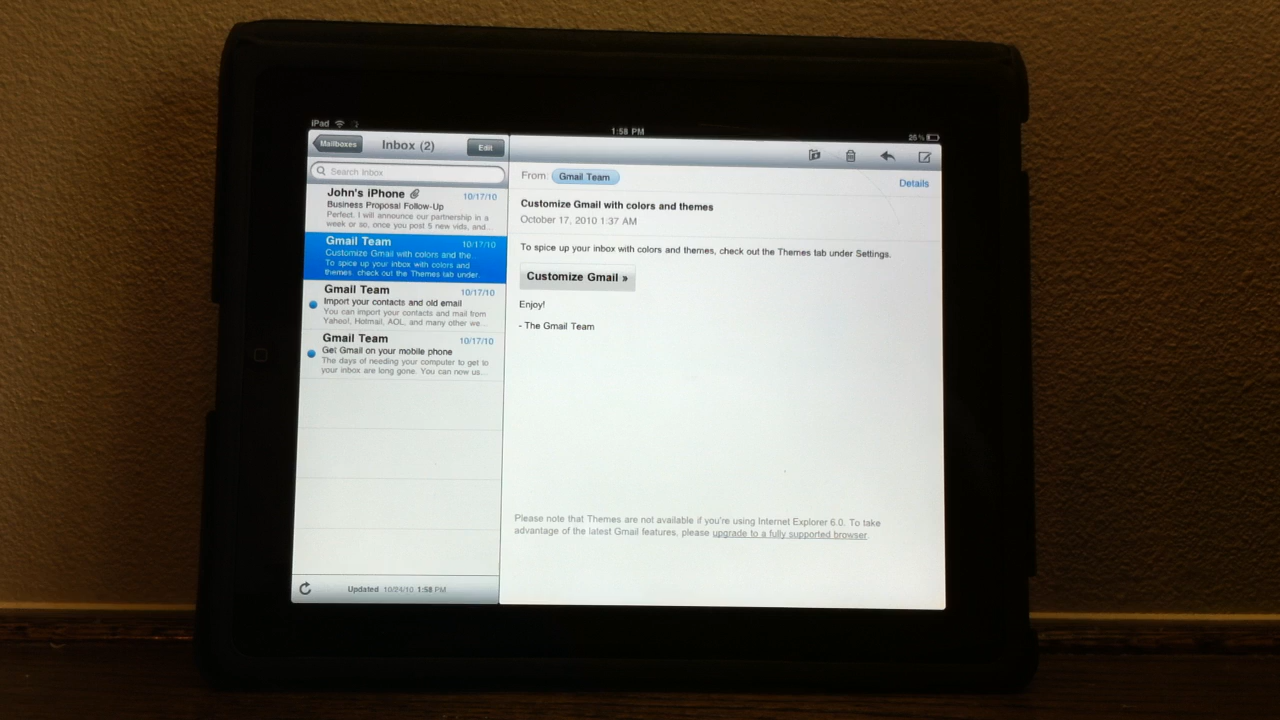 iPad
1:58 PM
26%
Mailboxes
Inbox (2)
Edit
Search Inbox
John's iPhone
10/17/10
Business Proposal Follow-Up
Perfect. I will announce our partnership in a
week or so, once you post 5 new vids, and...
Gmail Team
10/17/10
Customize Gmail with colors and the...
To spice up your inbox with colors and
themes, check out the Themes tab under...
Gmail Team
10/17/10
Import your contacts and old email
You can import your contacts and mail from
Yahoo!, Hotmail, AOL, and many other we...
Gmail Team
10/17/10
Get Gmail on your mobile phone
The days of needing your computer to get to
your inbox are long gone. You can now us...
Updated 10/24/10 1:58 PM
From: Gmail Team
Details
Customize Gmail with colors and themes
October 17, 2010 1:37 AM
To spice up your inbox with colors and themes, check out the Themes tab under Settings.
Customize Gmail »
Enjoy!
- The Gmail Team
Please note that Themes are not available if you're using Internet Explorer 6.0. To take
advantage of the latest Gmail features, please upgrade to a fully supported browser.